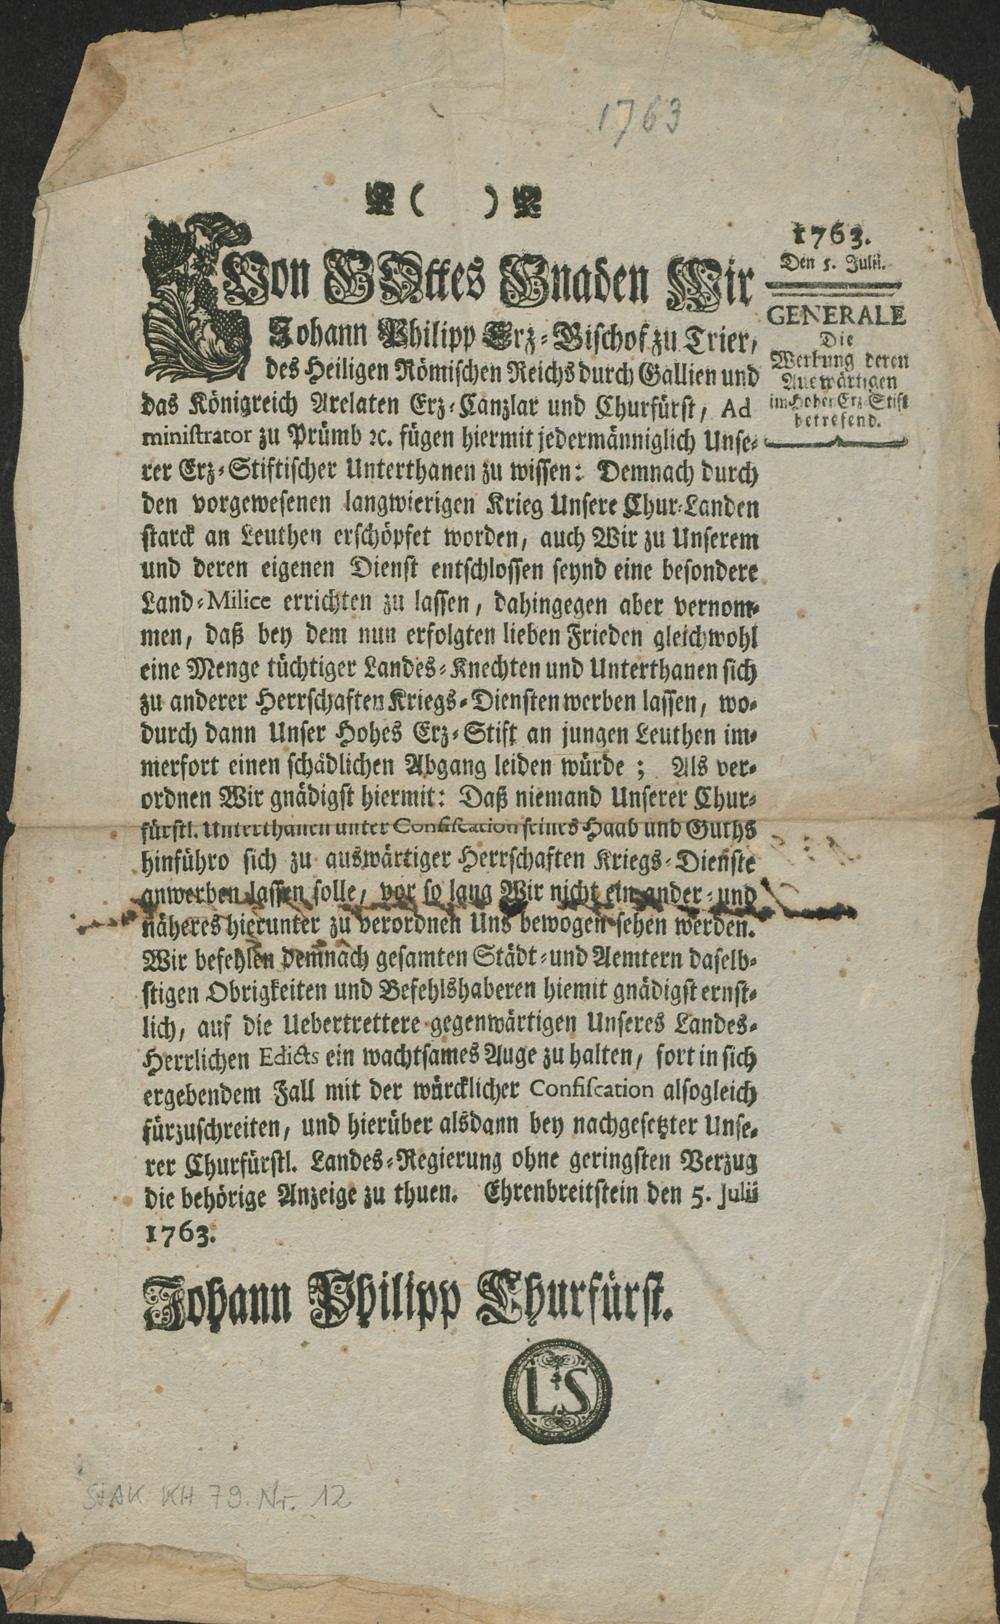 1763
( )
1763.
Den 5. Julii.
GENERALE
Die
Werbung deren
Auswärtigen
im Hohen Erz-Stift
betrefend.
Von GOttes Gnaden Wir
Johann Philipp Erz-Bischof zu Trier,
des Heiligen Römischen Reichs durch Gallien und
das Königreich Arelaten Erz-Canzlar und Churfürst, Ad
ministrator zu Prümb ꝛc. fügen hiermit jedermänniglich Unse-
rer Erz-Stiftischer Unterthanen zu wissen: Demnach durch
den vorgewesenen langwierigen Krieg Unsere Chur-Landen
starck an Leuthen erschöpfet worden, auch Wir zu Unserem
und deren eigenen Dienst entschlossen seynd eine besondere
Land-Milice errichten zu lassen, dahingegen aber vernom-
men, daß bey dem nun erfolgten lieben Frieden gleichwohl
eine Menge tüchtiger Landes-Knechten und Unterthanen sich
zu anderer Herrschaften Kriegs-Diensten werben lassen, wo-
durch dann Unser Hohes Erz-Stift an jungen Leuthen im-
merfort einen schädlichen Abgang leiden würde ; Als ver-
ordnen Wir gnädigst hiermit: Daß niemand Unserer Chur-
fürstl. Unterthanen unter Confiscation seines Haab und Guths
hinführo sich zu auswärtiger Herrschaften Kriegs-Dienste
anwerben lassen solle, vor so lang Wir nicht ein ander-und
näheres hierunter zu verordnen Uns bewogen sehen werden.
Wir befehlen demnach gesamten Städt-und Aemtern daselb-
stigen Obrigkeiten und Befehlshaberen hiemit gnädigst ernst-
lich, auf die Uebertrettere gegenwärtigen Unseres Landes-
Herrlichen Edicts ein wachtsames Auge zu halten, fort in sich
ergebendem Fall mit der würcklicher Confiscation alsogleich
fürzuschreiten, und hierüber alsdann bey nachgesetzter Unse-
rer Churfürstl. Landes-Regierung ohne geringsten Verzug
die behörige Anzeige zu thuen. Ehrenbreitstein den 5. Julii
1763.
Johann Philipp Churfürst.
LS
StAK KH 79. Nr. 12